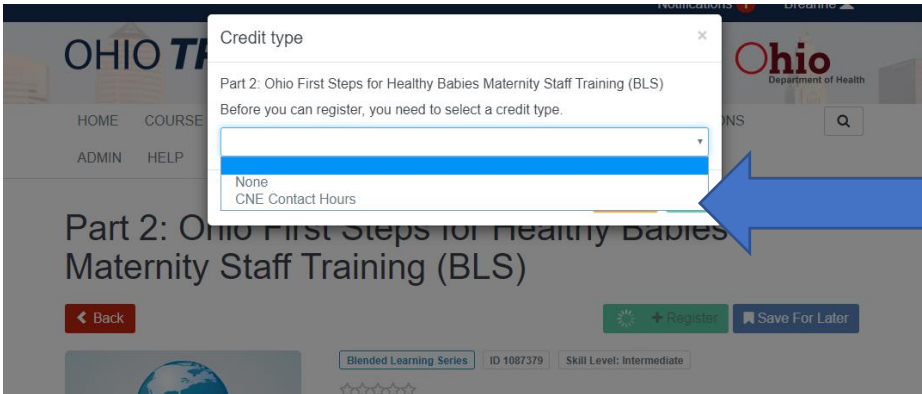 Notifications 1 Breanne
OHIO
Credit type ×
Ohio
Department of Health
Part 2: Ohio First Steps for Healthy Babies Maternity Staff Training (BLS)
Before you can register, you need to select a credit type.
HOME COURSE
ADMIN HELP
None
CNE Contact Hours
Part 2: Ohio First Steps for Healthy Babies
Maternity Staff Training (BLS)
Back
+ Register Save For Later
Blended Learning Series ID 1087379 Skill Level: Intermediate